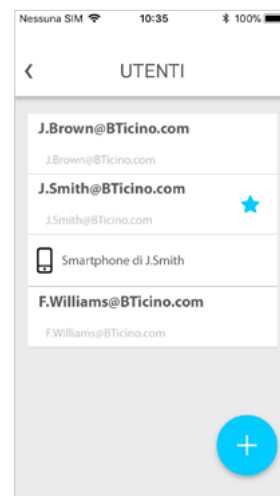 Nessuna SIM 10:35 100%
UTENTI
J.Brown@BTicino.com
J.Brown@BTicino.com
J.Smith@BTicino.com
J.Smith@BTicino.com
Smartphone di J.Smith
F.Williams@BTicino.com
F.Williams@BTicino.com